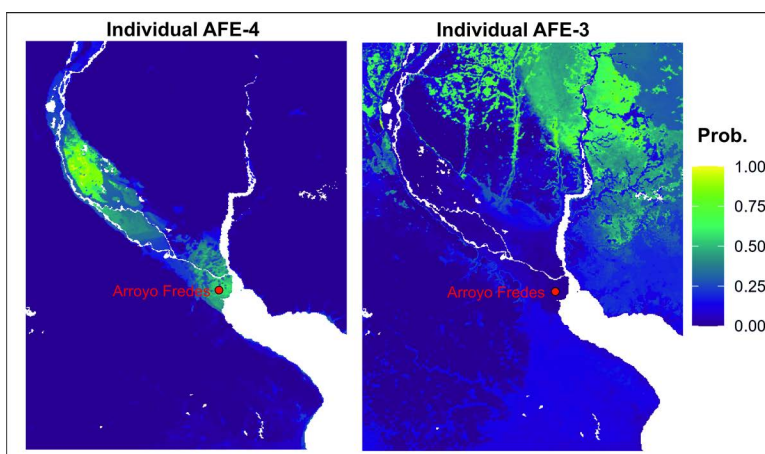 Individual AFE-4
Individual AFE-3
Prob.
1.00
0.75
0.50
0.25
0.00
Arroyo Fredes
Arroyo Fredes